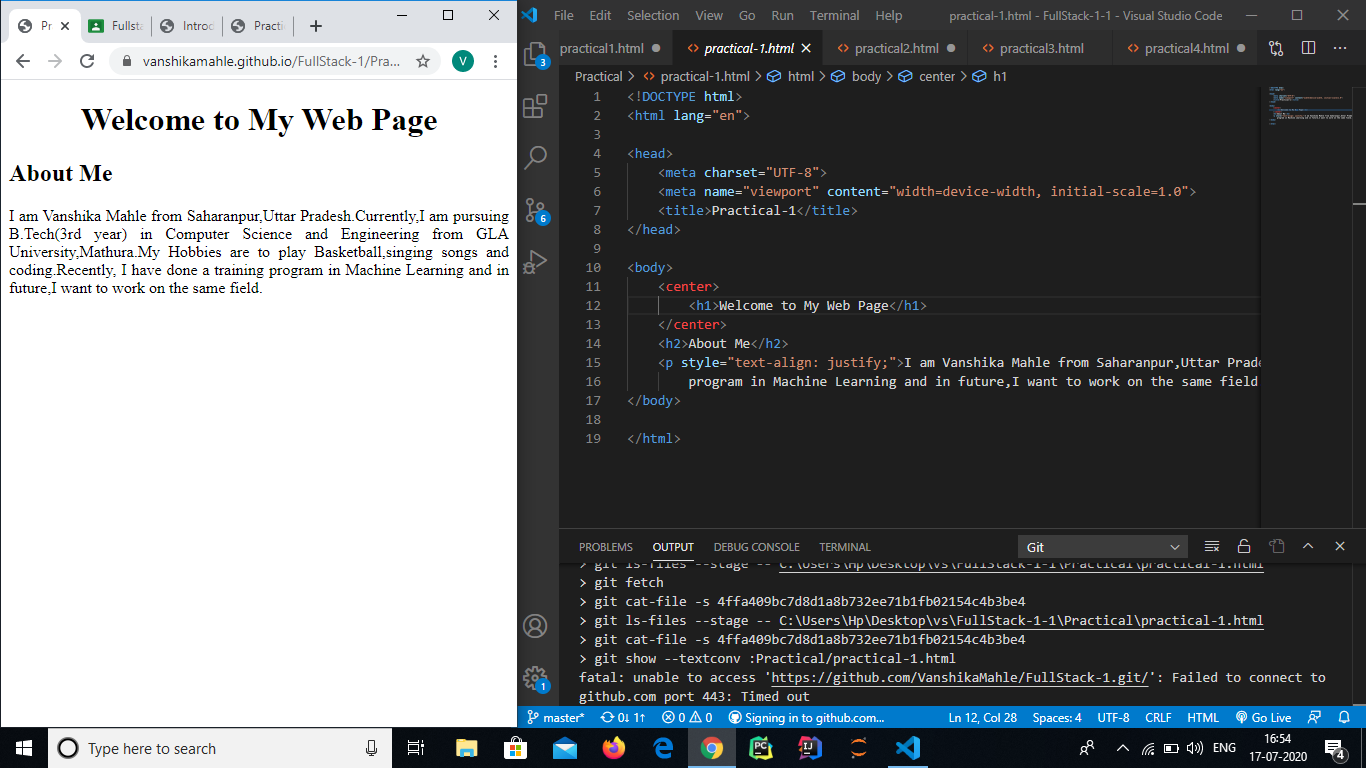 Pr
Fullsta
Introd
Practi
vanshikamahle.github.io/FullStack-1/Pra...
V
Welcome to My Web Page
About Me
I am Vanshika Mahle from Saharanpur,Uttar Pradesh.Currently,I am pursuing
B.Tech(3rd year) in Computer Science and Engineering from GLA
University,Mathura.My Hobbies are to play Basketball,singing songs and
coding.Recently, I have done a training program in Machine Learning and in
future,I want to work on the same field.
File Edit Selection View Go Run Terminal Help
practical-1.html - FullStack-1-1 - Visual Studio Code
practical1.html
practical-1.html
practical2.html
practical3.html
practical4.html
Practical > practical-1.html > html > body > center > h1
3
6
1
1 <!DOCTYPE html>
2 <html lang="en">
3
4 <head>
5 <meta charset="UTF-8">
6 <meta name="viewport" content="width=device-width, initial-scale=1.0">
7 <title>Practical-1</title>
8 </head>
9
10 <body>
11 <center>
12 <h1>Welcome to My Web Page</h1>
13 </center>
14 <h2>About Me</h2>
15 <p style="text-align: justify;">I am Vanshika Mahle from Saharanpur,Uttar Prade
16 program in Machine Learning and in future,I want to work on the same field
17 </body>
18
19 </html>
PROBLEMS OUTPUT DEBUG CONSOLE TERMINAL
Git
> git ls-files --stage -- C:\Users\Hp\Desktop\vs\FullStack-1-1\Practical\practical-1.html
> git fetch
> git cat-file -s 4ffa409bc7d8d1a8b732ee71b1fb02154c4b3be4
> git ls-files --stage -- C:\Users\Hp\Desktop\vs\FullStack-1-1\Practical\practical-1.html
> git cat-file -s 4ffa409bc7d8d1a8b732ee71b1fb02154c4b3be4
> git show --textconv :Practical/practical-1.html
fatal: unable to access 'https://github.com/VanshikaMahle/FullStack-1.git/': Failed to connect to
github.com port 443: Timed out
master* 0↓ 1↑ 0 0 Signing in to github.com... Ln 12, Col 28 Spaces: 4 UTF-8 CRLF HTML Go Live
Type here to search
PC
IJ
ENG
16:54
17-07-2020
4